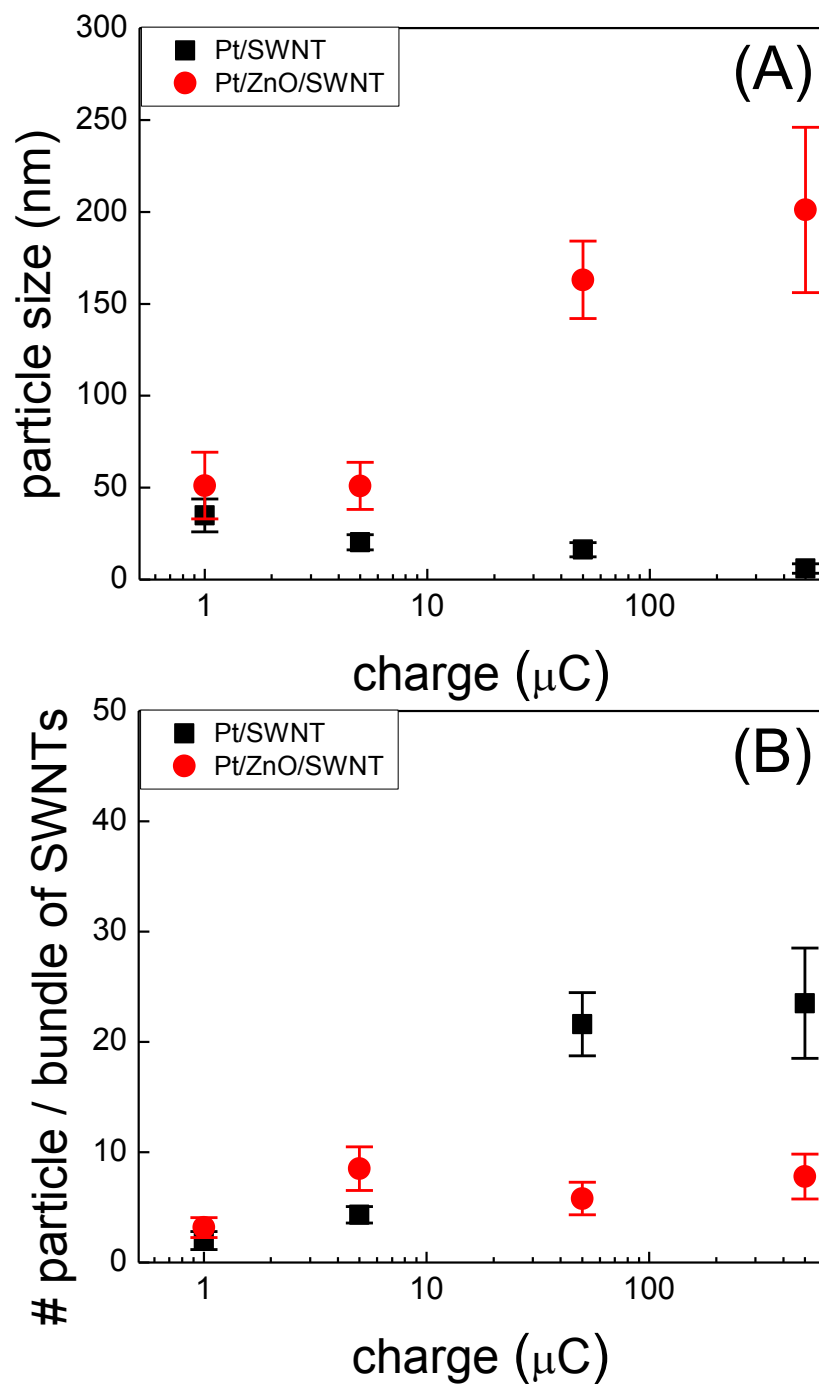 300
250
200
150
100
50
0
Pt/SWNT
Pt/ZnO/SWNT
(A)
particle size (nm)
1 10 100
charge (μC)
50
40
30
20
10
0
Pt/SWNT
Pt/ZnO/SWNT
(B)
# particle / bundle of SWNTs
1 10 100
charge (μC)